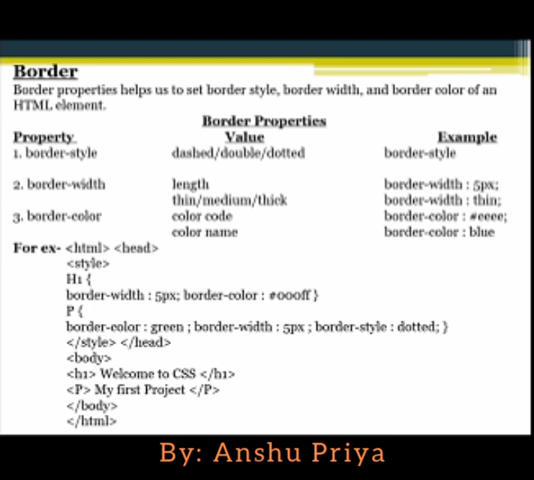 Border
Border properties helps us to set border style, border width, and border color of an
HTML element.
Border Properties
Property Value Example
1. border-style dashed/double/dotted border-style
2. border-width length border-width : 5px;
thin/medium/thick border-width : thin;
3. border-color color code border-color : #eeee;
color name border-color : blue
For ex- <html> <head>
<style>
H1 {
border-width : 5px; border-color : #000ff }
P {
border-color : green ; border-width : 5px ; border-style : dotted; }
</style> </head>
<body>
<h1> Welcome to CSS </h1>
<P> My first Project </P>
</body>
</html>
By: Anshu Priya